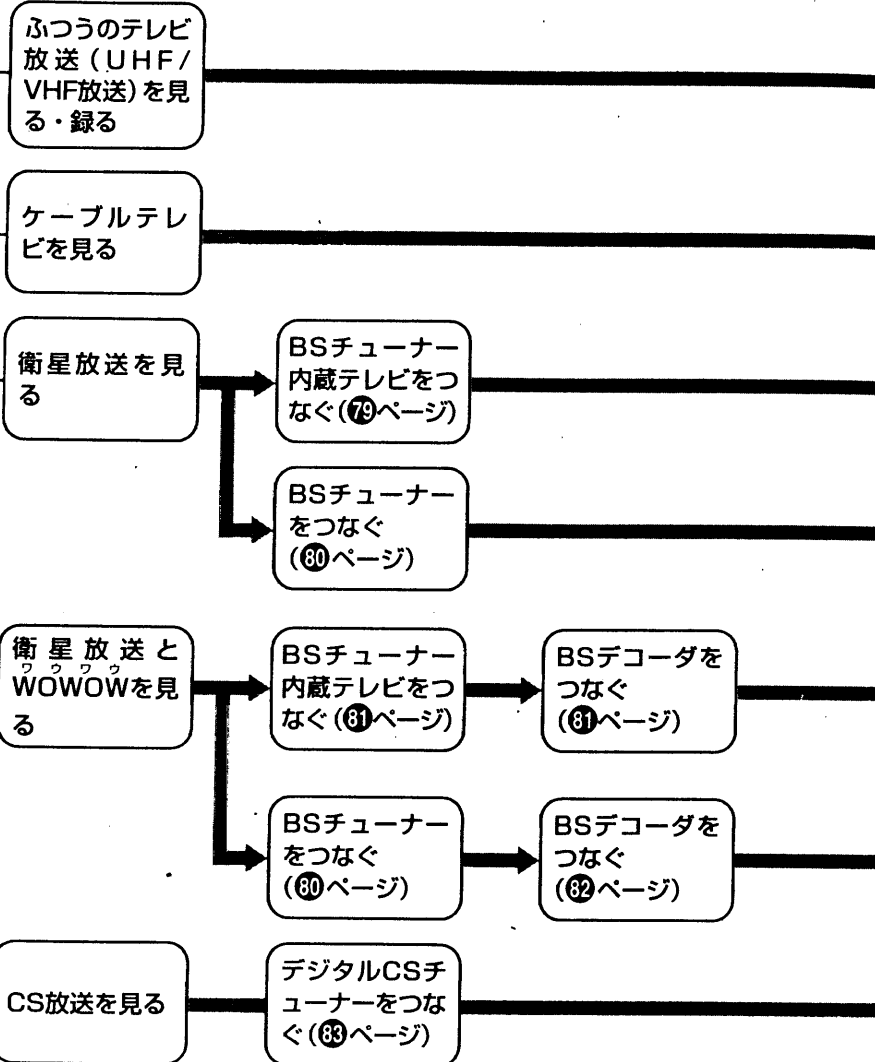 ふつうのテレビ
放送(UHF/
VHF放送)を見
る・録る
ケーブルテレ
ビを見る
衛星放送を見
る
BSチューナー
内蔵テレビをつ
なぐ(79ページ)
BSチューナー
をつなぐ
(80ページ)
衛星放送と
ワウワウ
WOWOWを見
る
BSチューナー
内蔵テレビをつ
なぐ(81ページ)
BSデコーダを
つなぐ
(81ページ)
BSチューナー
をつなぐ
(80ページ)
BSデコーダを
つなぐ
(82ページ)
CS放送を見る
デジタルCSチ
ューナーをつな
ぐ(83ページ)